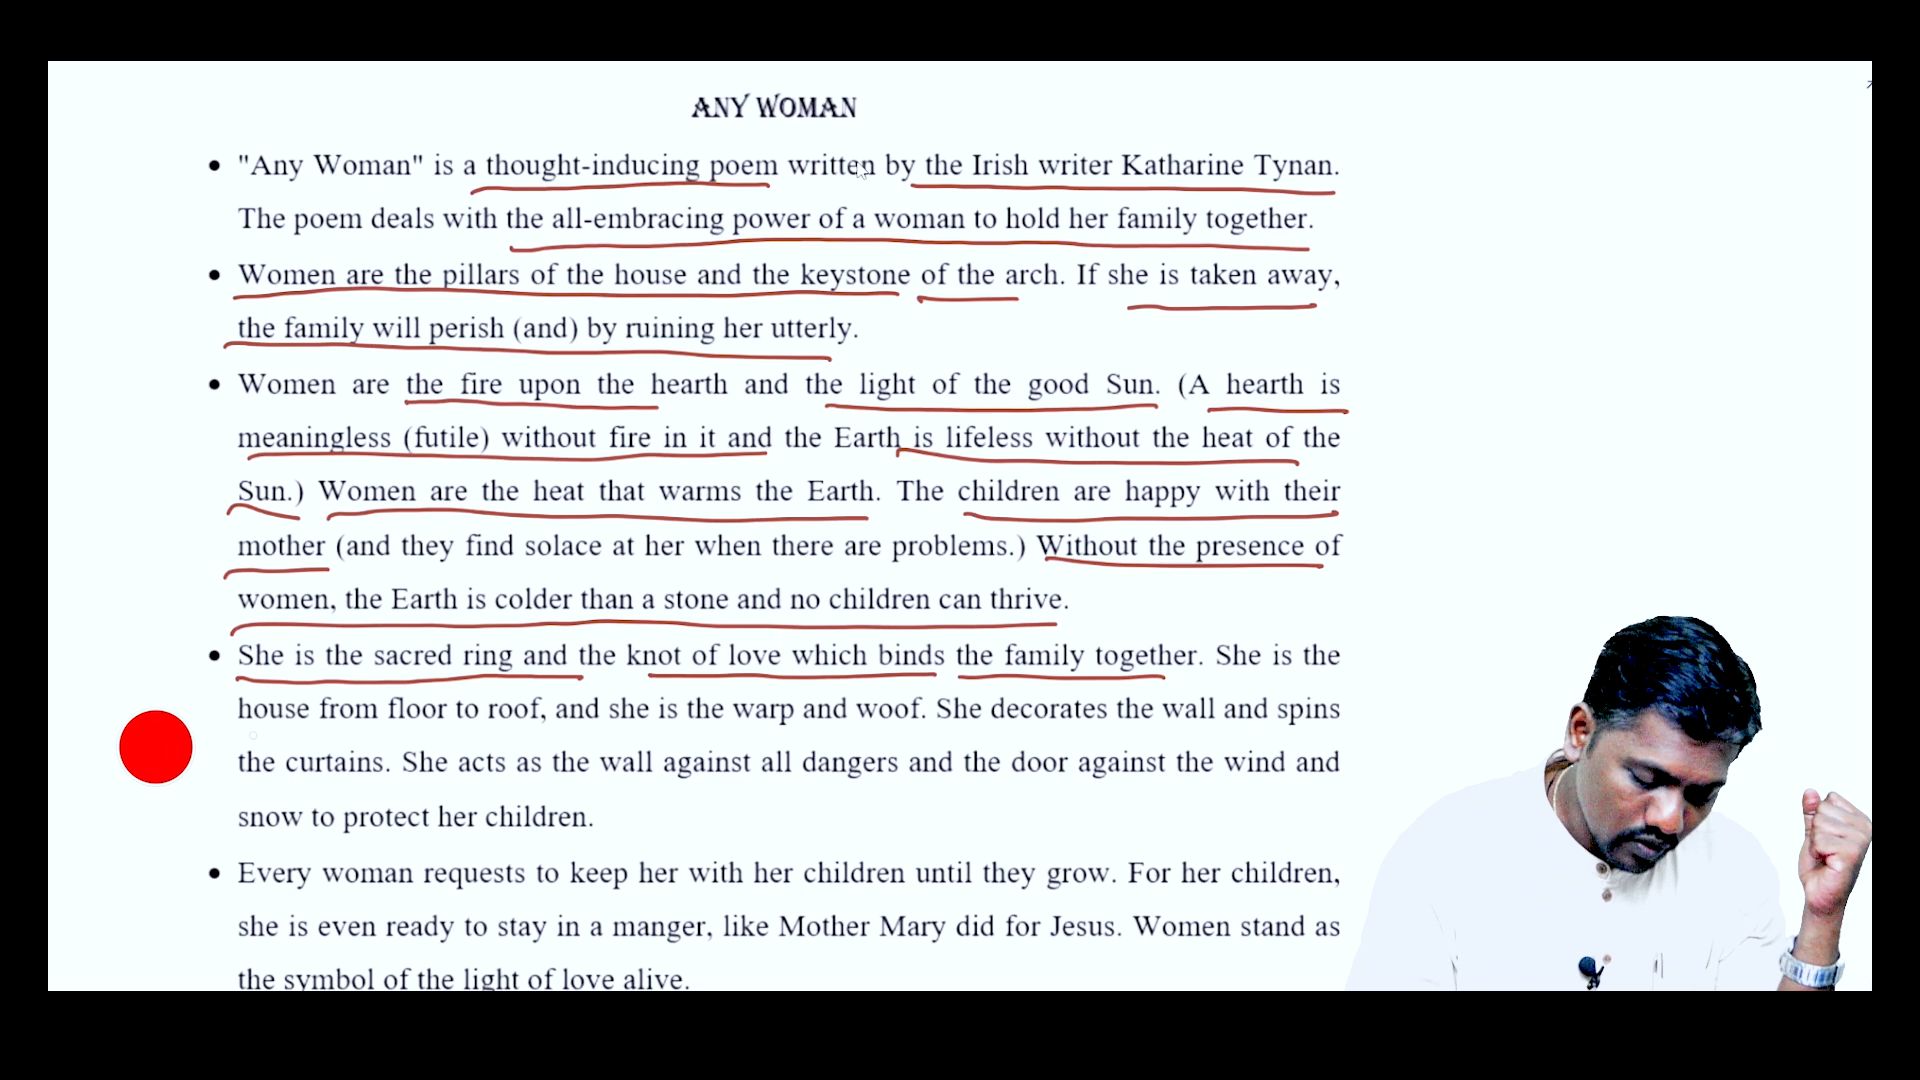 ANY WOMAN
• "Any Woman" is a thought-inducing poem written by the Irish writer Katharine Tynan.
The poem deals with the all-embracing power of a woman to hold her family together.
• Women are the pillars of the house and the keystone of the arch. If she is taken away,
the family will perish (and) by ruining her utterly.
• Women are the fire upon the hearth and the light of the good Sun. (A hearth is
meaningless (futile) without fire in it and the Earth is lifeless without the heat of the
Sun.) Women are the heat that warms the Earth. The children are happy with their
mother (and they find solace at her when there are problems.) Without the presence of
women, the Earth is colder than a stone and no children can thrive.
• She is the sacred ring and the knot of love which binds the family together. She is the
house from floor to roof, and she is the warp and woof. She decorates the wall and spins
the curtains. She acts as the wall against all dangers and the door against the wind and
snow to protect her children.
• Every woman requests to keep her with her children until they grow. For her children,
she is even ready to stay in a manger, like Mother Mary did for Jesus. Women stand as
the symbol of the light of love alive.